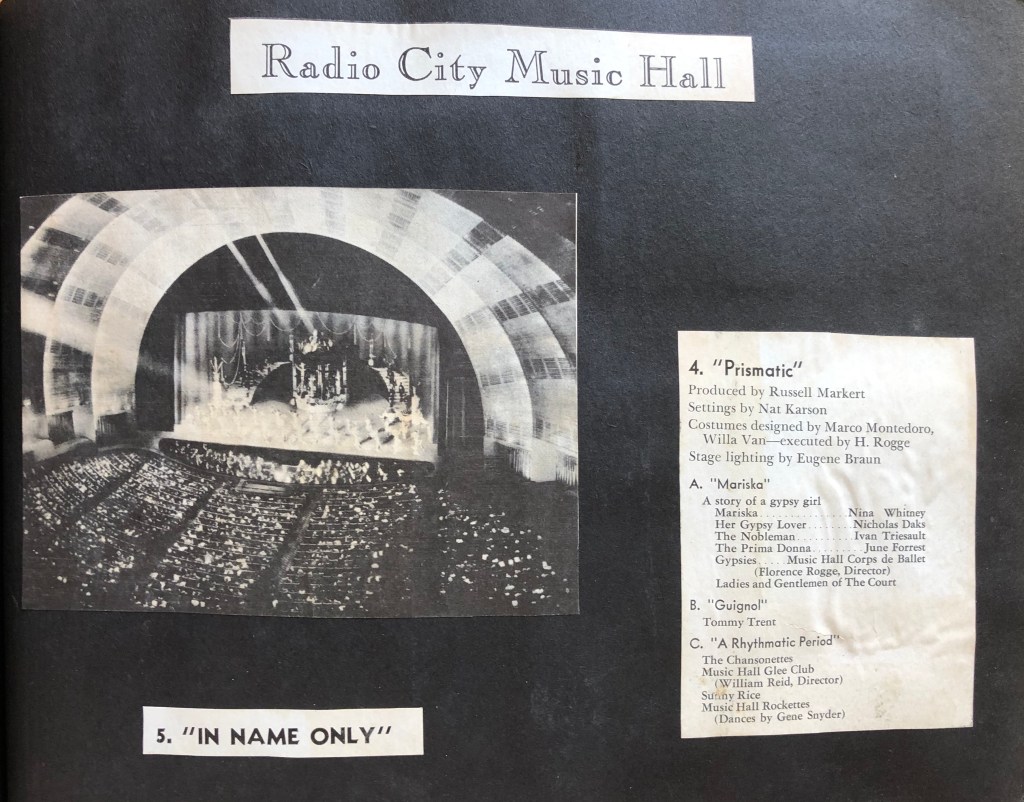 Radio City Music Hall
4. "Prismatic"
Produced by Russell Markert
Settings by Nat Karson
Costumes designed by Marco Montedoro,
Willa Van—executed by H. Rogge
Stage lighting by Eugene Braun
A. "Mariska"
A story of a gypsy girl
Mariska..............Nina Whitney
Her Gypsy Lover........Nicholas Daks
The Nobleman..........Ivan Triesault
The Prima Donna........June Forrest
Gypsies.....Music Hall Corps de Ballet
(Florence Rogge, Director)
Ladies and Gentlemen of The Court
B. "Guignol"
Tommy Trent
C. "A Rhythmatic Period"
The Chansonettes
Music Hall Glee Club
(William Reid, Director)
Sunny Rice
Music Hall Rockettes
(Dances by Gene Snyder)
5. "IN NAME ONLY"